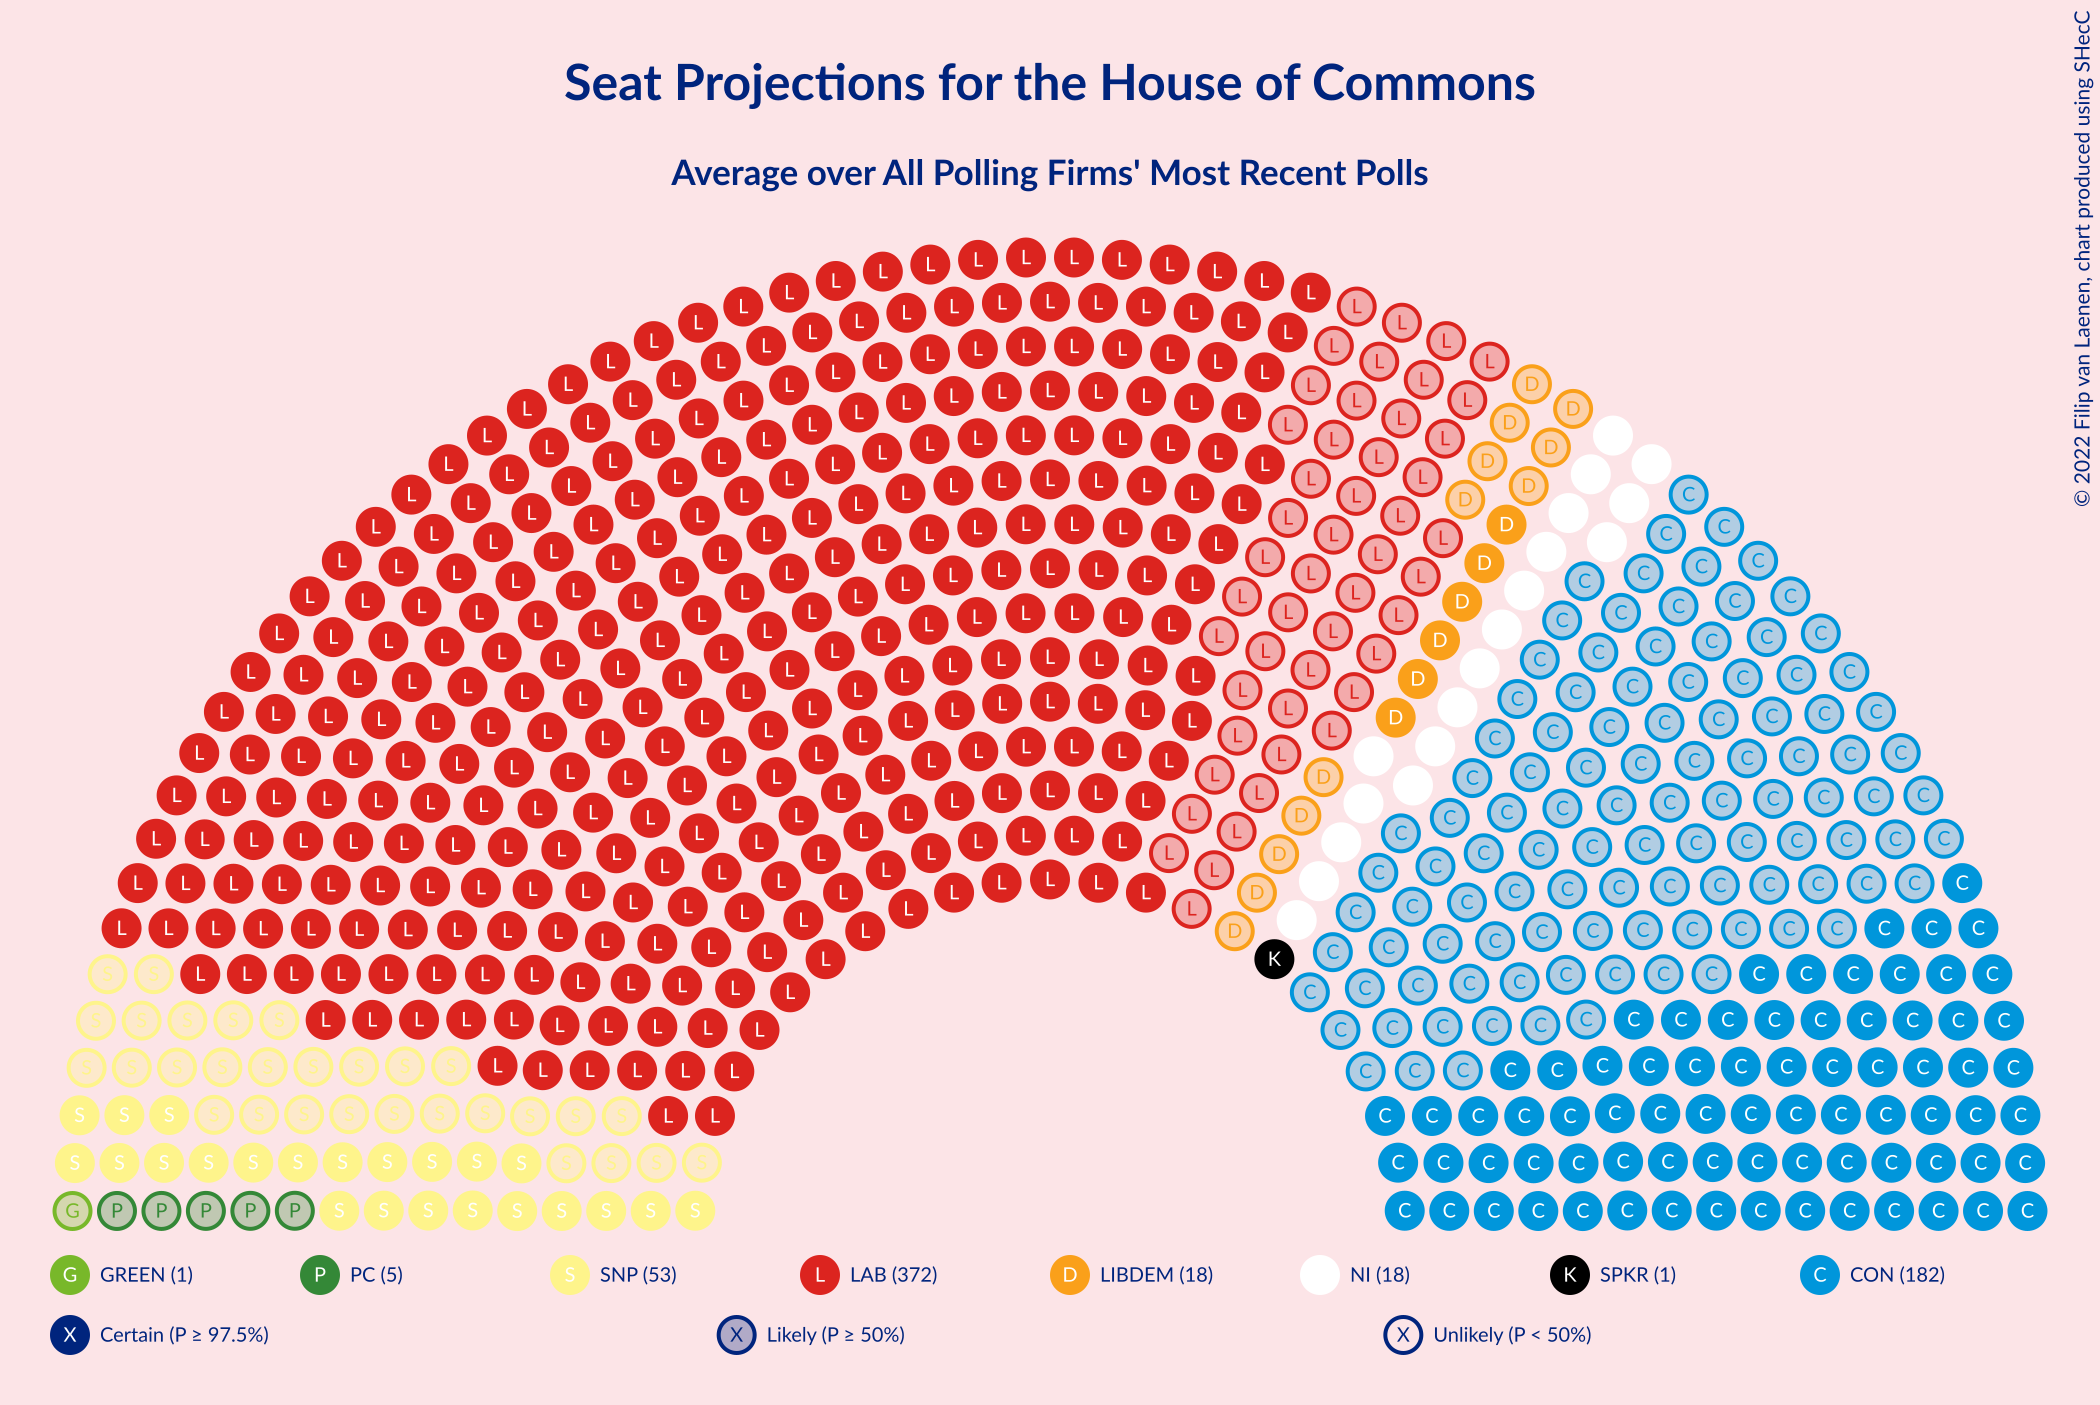 Seat Projections for the House of Commons
Average over All Polling Firms' Most Recent Polls
© 2022 Filip van Laenen, chart produced using SHecC
G GREEN (1)
P PC (5)
S SNP (53)
L LAB (372)
D LIBDEM (18)
NI (18)
K SPKR (1)
C CON (182)
X Certain (P ≥ 97.5%)
X Likely (P ≥ 50%)
X Unlikely (P < 50%)